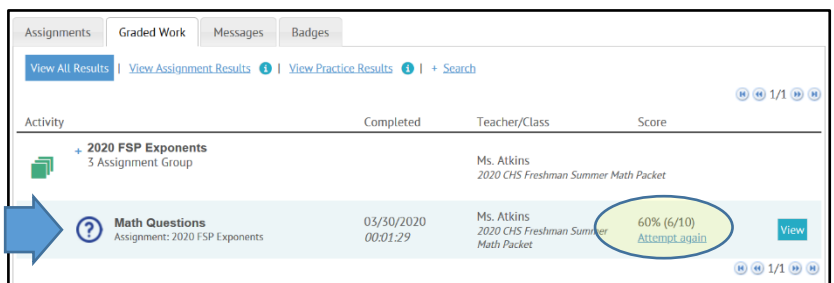 Assignments Graded Work Messages Badges
View All Results | View Assignment Results i | View Practice Results i | + Search
1/1
Activity Completed Teacher/Class Score
+ 2020 FSP Exponents
3 Assignment Group
Ms. Atkins
2020 CHS Freshman Summer Math Packet
? Math Questions
Assignment: 2020 FSP Exponents
03/30/2020
00:01:29
Ms. Atkins
2020 CHS Freshman Summer
Math Packet
60% (6/10)
Attempt again
View
1/1